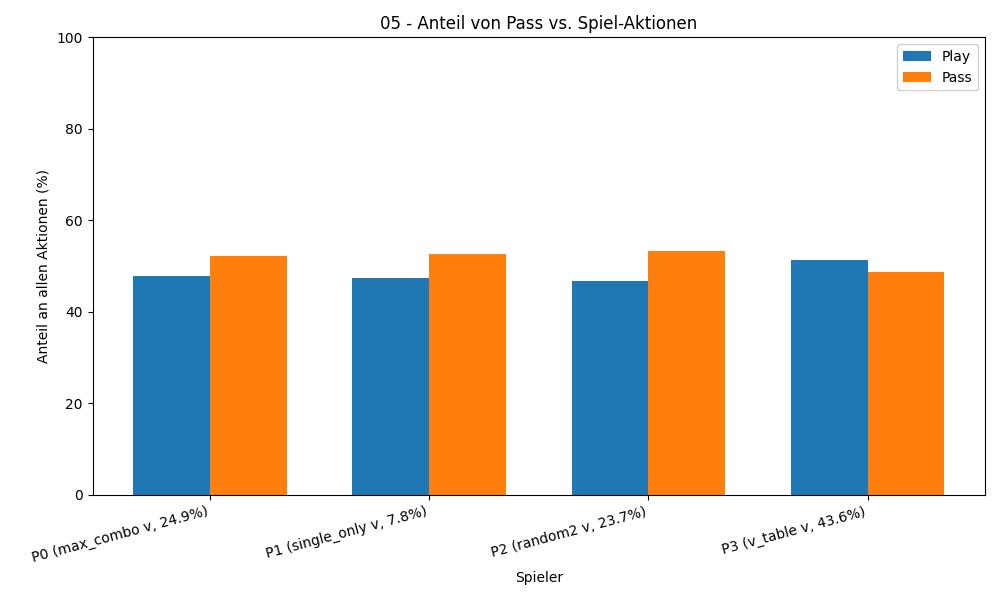 05 - Anteil von Pass vs. Spiel-Aktionen
Play
Pass
Anteil an allen Aktionen (%)
100
80
60
40
20
0
P0 (max_combo v, 24.9%)
P1 (single_only v, 7.8%)
P2 (random2 v, 23.7%)
P3 (v_table v, 43.6%)
Spieler